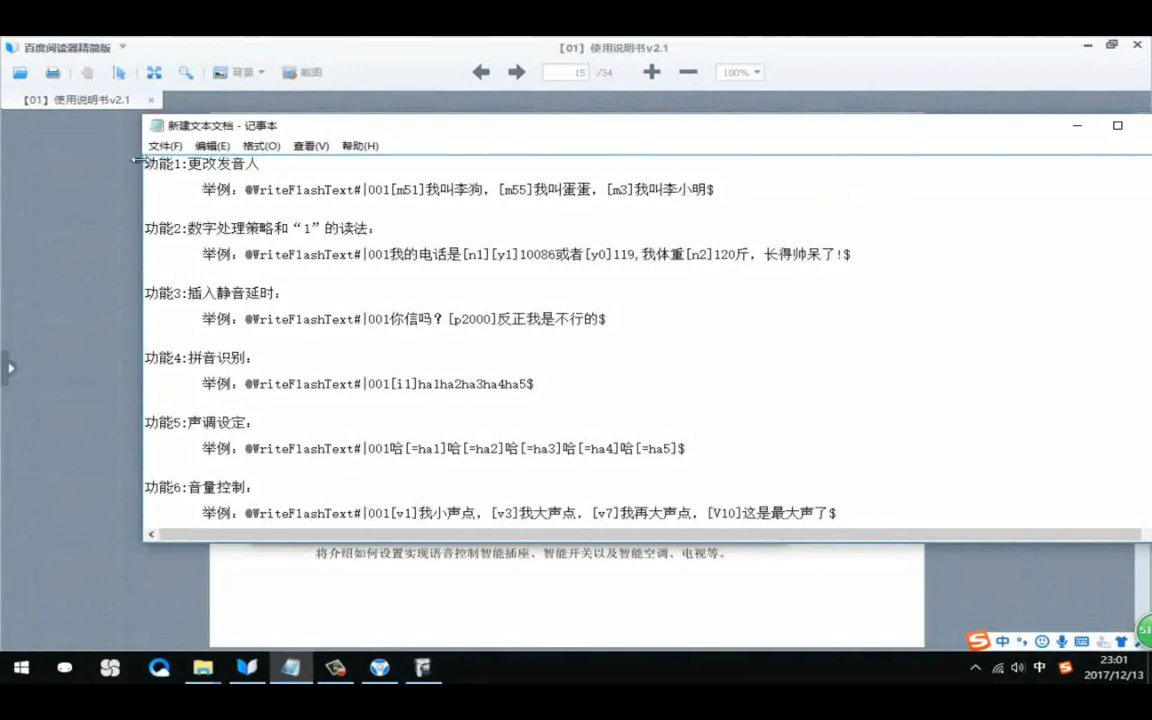 百度阅读器精简版
【01】使用说明书v2.1
背景
截图
15 /34
100%
【01】使用说明书v2.1
新建文本文档 - 记事本
文件(F) 编辑(E) 格式(O) 查看(V) 帮助(H)
功能1:更改发音人
举例：@WriteFlashText#|001[m51]我叫李狗，[m55]我叫蛋蛋，[m3]我叫李小明$
功能2:数字处理策略和“1”的读法：
举例：@WriteFlashText#|001我的电话是[n1][y1]10086或者[y0]119,我体重[n2]120斤，长得帅呆了!$
功能3:插入静音延时：
举例：@WriteFlashText#|001你信吗？[p2000]反正我是不行的$
功能4:拼音识别：
举例：@WriteFlashText#|001[i1]ha1ha2ha3ha4ha5$
功能5:声调设定：
举例：@WriteFlashText#|001哈[=ha1]哈[=ha2]哈[=ha3]哈[=ha4]哈[=ha5]$
功能6:音量控制：
举例：@WriteFlashText#|001[v1]我小声点，[v3]我大声点，[v7]我再大声点，[V10]这是最大声了$
将介绍如何设置实现语音控制智能插座、智能开关以及智能空调、电视等。
中
51
中
23:01
2017/12/13